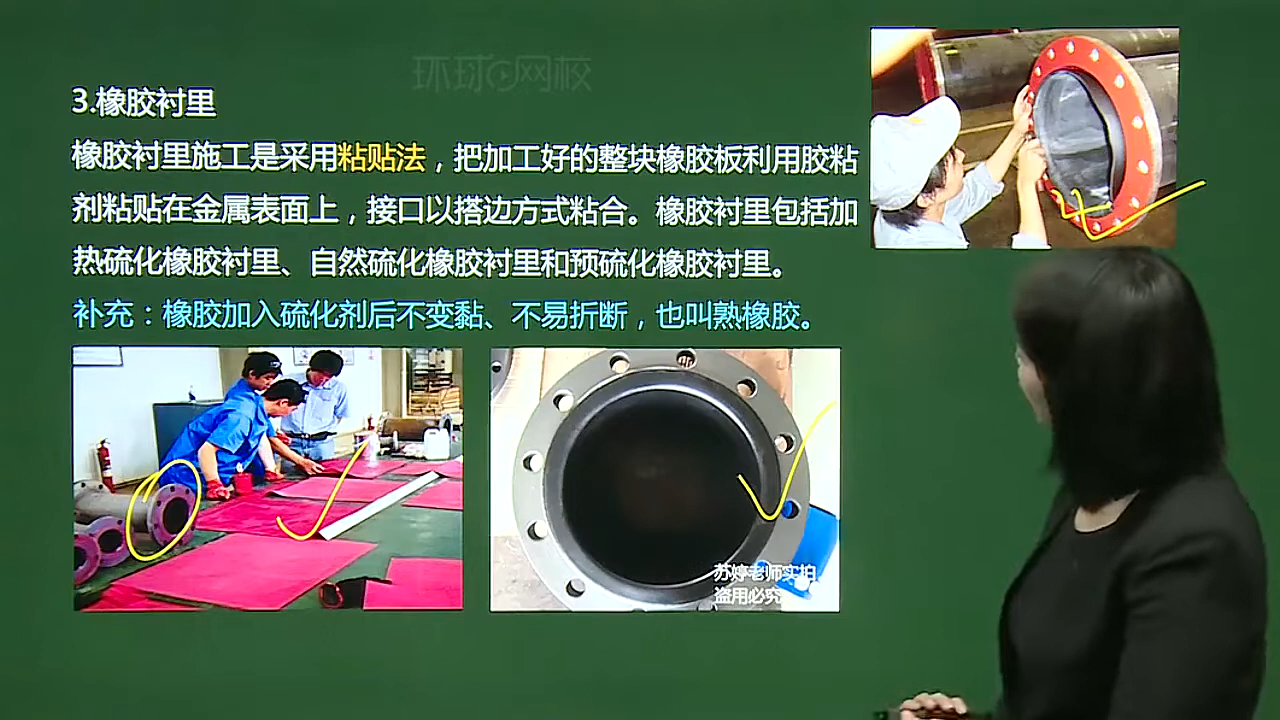 环球网校
3.橡胶衬里
橡胶衬里施工是采用粘贴法，把加工好的整块橡胶板利用胶粘
剂粘贴在金属表面上，接口以搭边方式粘合。橡胶衬里包括加
热硫化橡胶衬里、自然硫化橡胶衬里和预硫化橡胶衬里。
补充：橡胶加入硫化剂后不变黏、不易折断，也叫熟橡胶。
苏婷老师实拍
盗用必究